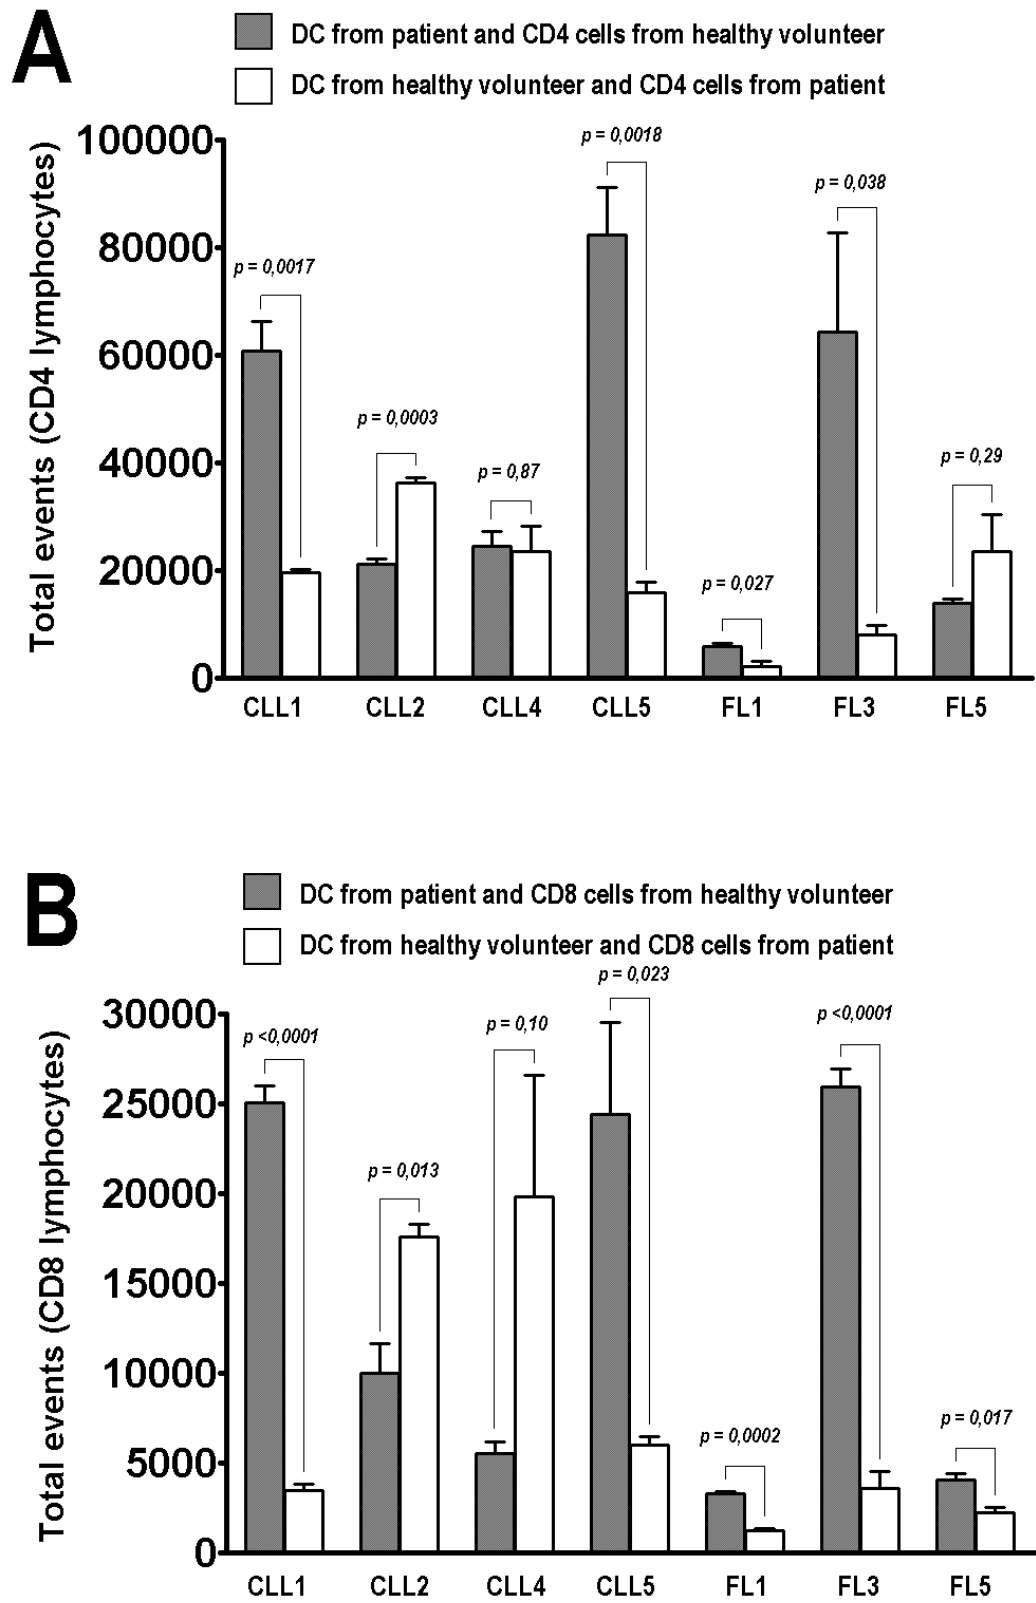 A
DC from patient and CD4 cells from healthy volunteer
DC from healthy volunteer and CD4 cells from patient
Total events (CD4 lymphocytes)
100000
80000
60000
40000
20000
0
p = 0,0017
p = 0,0003
p = 0,87
p = 0,0018
p = 0,027
p = 0,038
p = 0,29
CLL1 CLL2 CLL4 CLL5 FL1 FL3 FL5
B
DC from patient and CD8 cells from healthy volunteer
DC from healthy volunteer and CD8 cells from patient
Total events (CD8 lymphocytes)
30000
25000
20000
15000
10000
5000
0
p <0,0001
p = 0,013
p = 0,10
p = 0,023
p = 0,0002
p <0,0001
p = 0,017
CLL1 CLL2 CLL4 CLL5 FL1 FL3 FL5